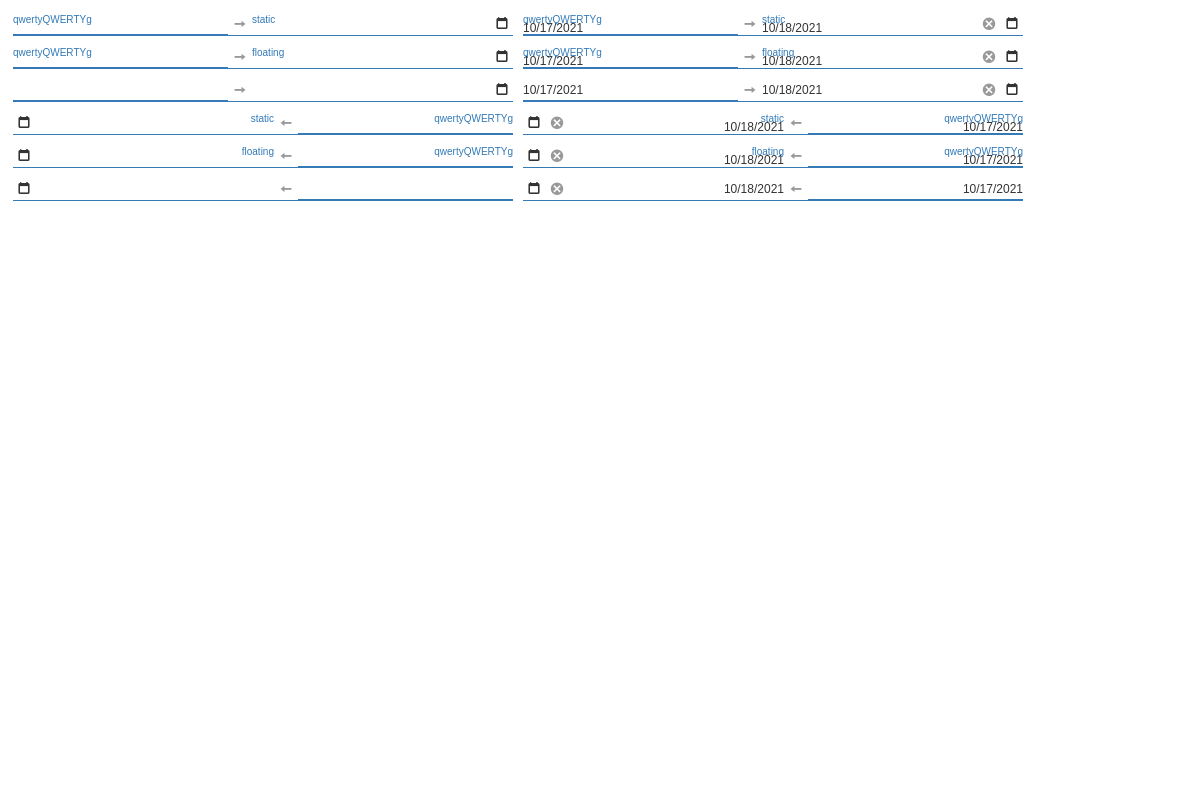 qwertyQWERTYg static qwertyQWERTYg static
10/17/2021 10/18/2021
qwertyQWERTYg floating qwertyQWERTYg floating
10/17/2021 10/18/2021
10/17/2021 10/18/2021
static qwertyQWERTYg static qwertyQWERTYg
10/18/2021 10/17/2021
floating qwertyQWERTYg floating qwertyQWERTYg
10/18/2021 10/17/2021
10/18/2021 10/17/2021